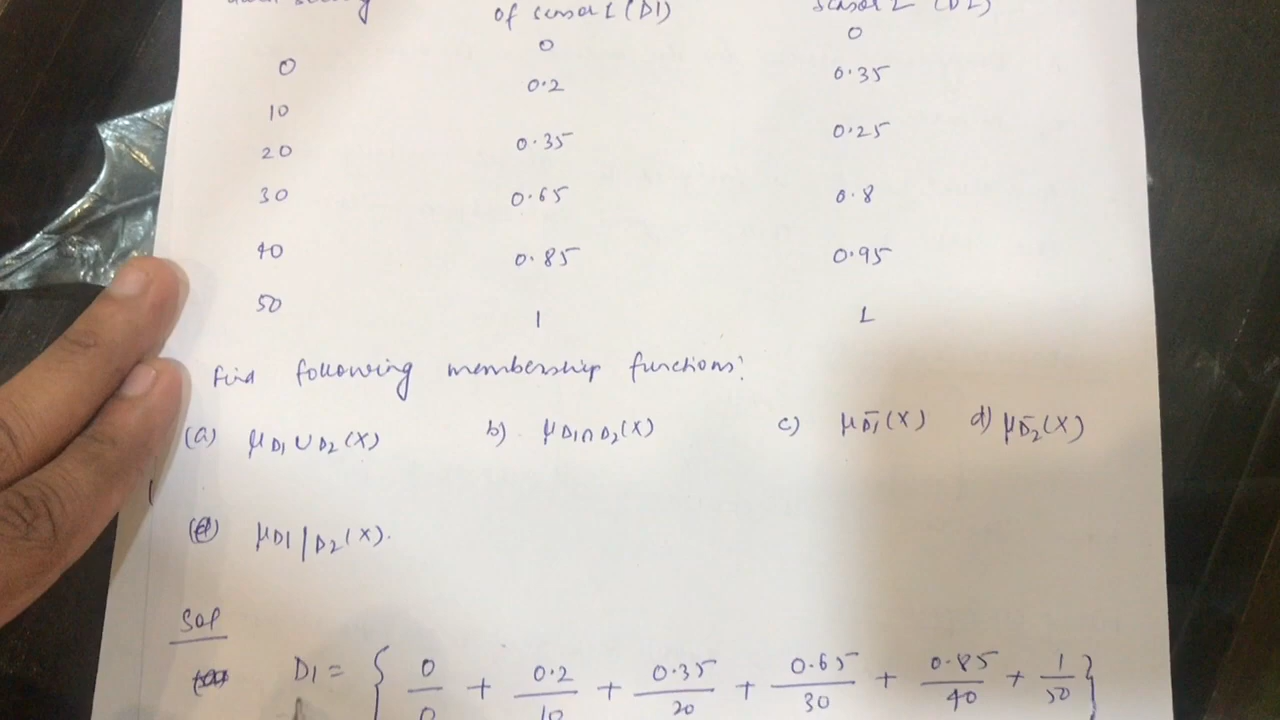 of sensor 1 (D1)
0 0 0
10 0.2 0.35
20 0.35 0.25
30 0.65 0.8
40 0.85 0.95
50 1 1
Find following membership functions:
(a) μD1∪D2(X) b) μD1∩D2(X) c) μD̄1(X) d) μD̄2(X)
μD1|D2(X).
Sol
D1 = { 0/0 + 0.2/10 + 0.35/20 + 0.65/30 + 0.85/40 + 1/50 }